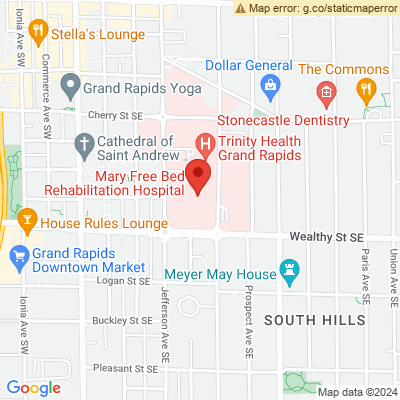 Map error: g.co/staticmaperror
Ionia Ave SW
Commerce Ave SW
Stella's Lounge
Dollar General
The Commons
Grand Rapids Yoga
Cherry St SE
Stonecastle Dentistry
Cathedral of
Saint Andrew
Trinity Health
Grand Rapids
Mary Free Bed
Rehabilitation Hospital
House Rules Lounge
Wealthy St SE
Grand Rapids
Downtown Market
Meyer May House
Logan St SE
Jefferson Ave SE
Prospect Ave SE
Paris Ave SE
Union Ave SE
Ionia Ave SW
Buckley St SE
SOUTH HILLS
Pleasant St SE
Google
Map data ©2024